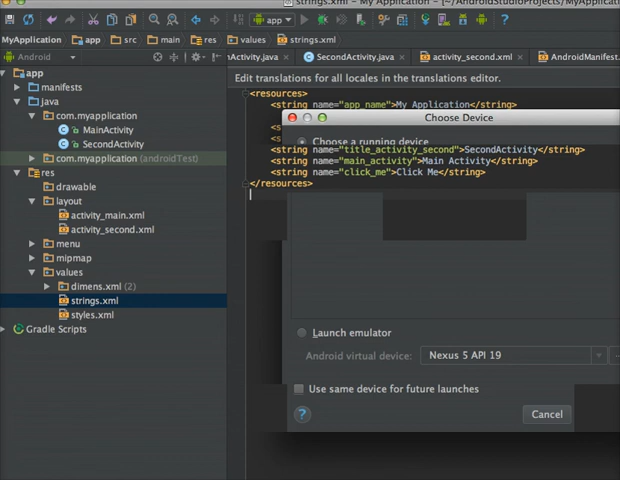 strings.xml - My Application - [~/AndroidStudioProjects/MyApplication
app
MyApplication
app
src
main
res
values
strings.xml
Android
nActivity.java
SecondActivity.java
activity_second.xml
AndroidManifest.
app
manifests
java
com.myapplication
MainActivity
SecondActivity
com.myapplication (androidTest)
res
drawable
layout
activity_main.xml
activity_second.xml
menu
mipmap
values
dimens.xml (2)
strings.xml
styles.xml
Gradle Scripts
Edit translations for all locales in the translations editor.
<resources>
<string name="app_name">My Application</string>
<s
<s
<string name="title_activity_second">SecondActivity</string>
<string name="main_activity">Main Activity</string>
<string name="click_me">Click Me</string>
</resources>
Choose Device
Choose a running device
Launch emulator
Android virtual device:
Nexus 5 API 19
...
Use same device for future launches
?
Cancel